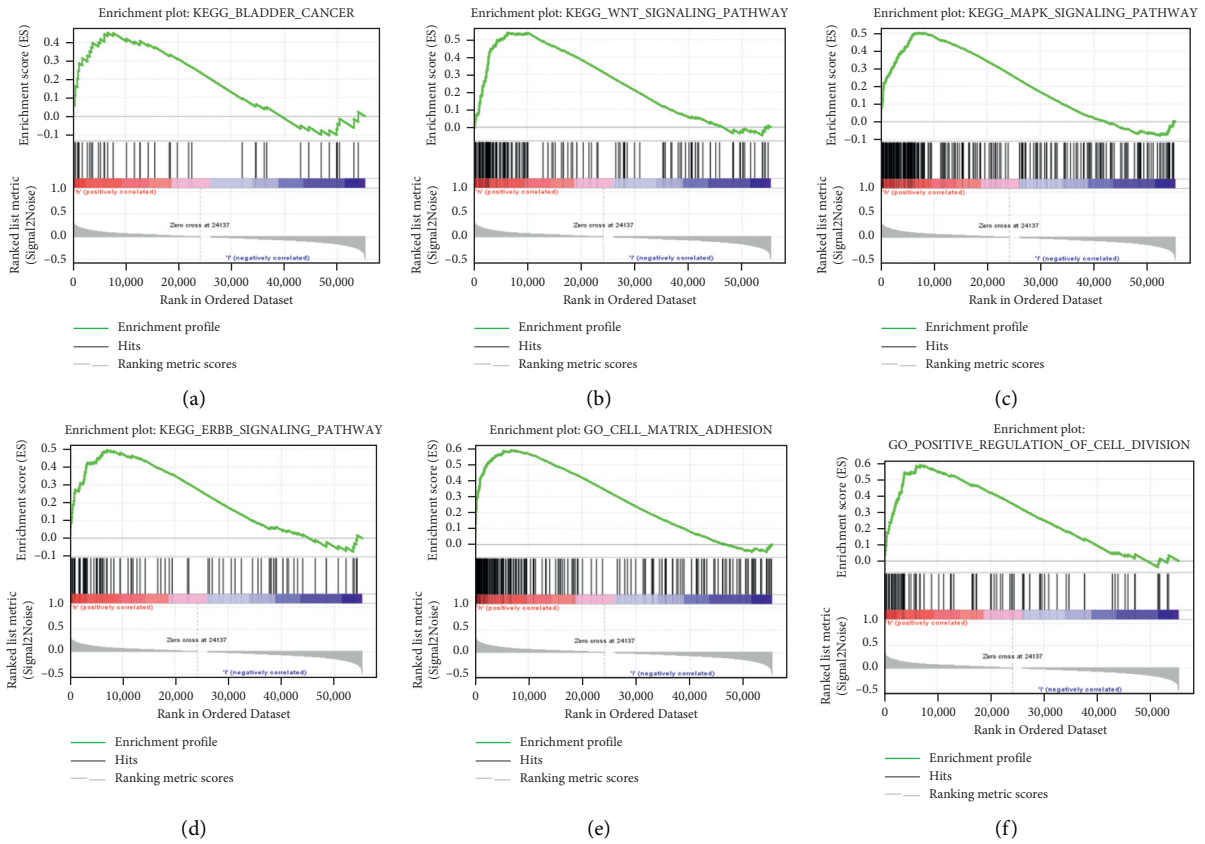 Enrichment plot: KEGG_BLADDER_CANCER
Enrichment score (ES)
0.4
0.3
0.2
0.1
0.0
−0.1
'h' (positively correlated)
Ranked list metric
(Signal2Noise)
1.0
0.5
0.0
−0.5
Zero cross at 24137
'l' (negatively correlated)
0
10,000
20,000
30,000
40,000
50,000
Rank in Ordered Dataset
Enrichment profile
Hits
Ranking metric scores
(a)
Enrichment plot: KEGG_WNT_SIGNALING_PATHWAY
Enrichment score (ES)
0.5
0.4
0.3
0.2
0.1
0.0
'h' (positively correlated)
Ranked list metric
(Signal2Noise)
1.0
0.5
0.0
−0.5
Zero cross at 24137
'l' (negatively correlated)
0
10,000
20,000
30,000
40,000
50,000
Rank in Ordered Dataset
Enrichment profile
Hits
Ranking metric scores
(b)
Enrichment plot: KEGG_MAPK_SIGNALING_PATHWAY
Enrichment score (ES)
0.5
0.4
0.3
0.2
0.1
0.0
−0.1
'h' (positively correlated)
Ranked list metric
(Signal2Noise)
1.0
0.5
0.0
−0.5
Zero cross at 24137
'l' (negatively correlated)
0
10,000
20,000
30,000
40,000
50,000
Rank in Ordered Dataset
Enrichment profile
Hits
Ranking metric scores
(c)
Enrichment plot: KEGG_ERBB_SIGNALING_PATHWAY
Enrichment score (ES)
0.5
0.4
0.3
0.2
0.1
0.0
−0.1
'h' (positively correlated)
Ranked list metric
(Signal2Noise)
1.0
0.5
0.0
−0.5
Zero cross at 24137
'l' (negatively correlated)
0
10,000
20,000
30,000
40,000
50,000
Rank in Ordered Dataset
Enrichment profile
Hits
Ranking metric scores
(d)
Enrichment plot: GO_CELL_MATRIX_ADHESION
Enrichment score (ES)
0.6
0.5
0.4
0.3
0.2
0.1
0.0
'h' (positively correlated)
Ranked list metric
(Signal2Noise)
1.0
0.5
0.0
−0.5
Zero cross at 24137
'l' (negatively correlated)
0
10,000
20,000
30,000
40,000
50,000
Rank in Ordered Dataset
Enrichment profile
Hits
Ranking metric scores
(e)
Enrichment plot:
GO_POSITIVE_REGULATION_OF_CELL_DIVISION
Enrichment score (ES)
0.6
0.5
0.4
0.3
0.2
0.1
0.0
'h' (positively correlated)
Ranked list metric
(Signal2Noise)
1.0
0.5
0.0
−0.5
Zero cross at 24137
'l' (negatively correlated)
0
10,000
20,000
30,000
40,000
50,000
Rank in Ordered Dataset
Enrichment profile
Hits
Ranking metric scores
(f)